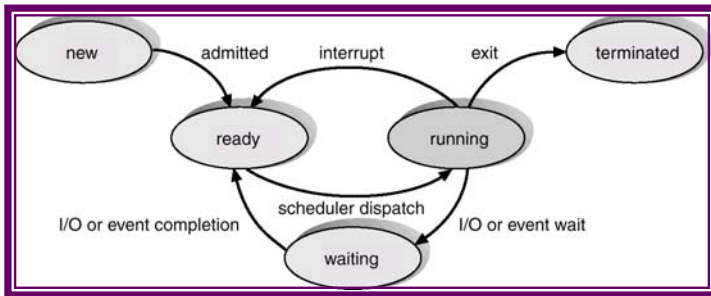 new
admitted
interrupt
exit
terminated
ready
running
scheduler dispatch
I/O or event completion
I/O or event wait
waiting